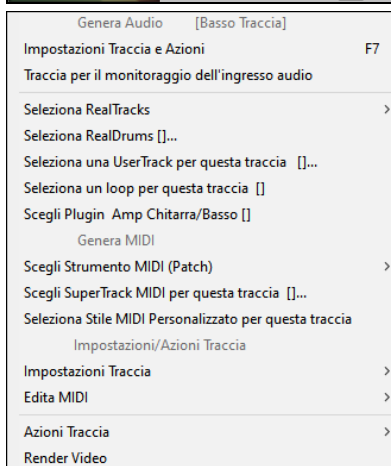 Genera Audio [Basso Traccia]
Impostazioni Traccia e Azioni F7
Traccia per il monitoraggio dell'ingresso audio
Seleziona RealTracks
Seleziona RealDrums []...
Seleziona una UserTrack per questa traccia []...
Seleziona un loop per questa traccia []
Scegli Plugin Amp Chitarra/Basso []
Genera MIDI
Scegli Strumento MIDI (Patch)
Scegli SuperTrack MIDI per questa traccia []...
Seleziona Stile MIDI Personalizzato per questa traccia
Impostazioni/Azioni Traccia
Impostazioni Traccia
Edita MIDI
Azioni Traccia
Render Video